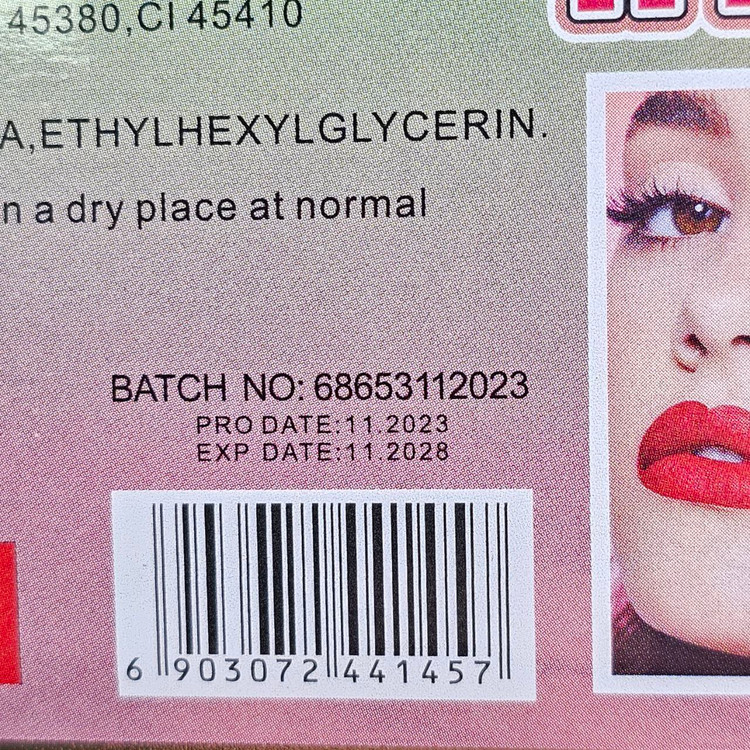 45380,CI 45410
A,ETHYLHEXYLGLYCERIN.
n a dry place at normal
BATCH NO: 68653112023
PRO DATE:11.2023
EXP DATE:11.2028
6 903072 441457